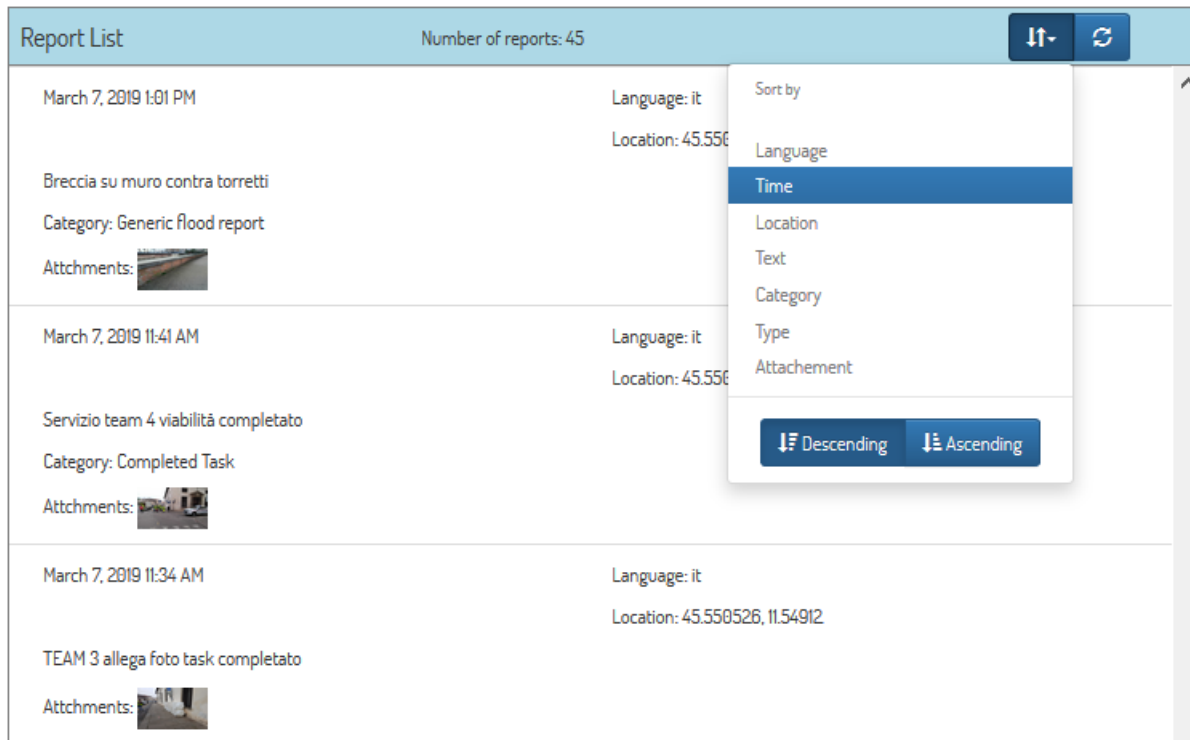 Report List
Number of reports: 45
March 7, 2019 1:01 PM
Language: it
Location: 45.550
Breccia su muro contra torretti
Category: Generic flood report
Attchments:
March 7, 2019 11:41 AM
Language: it
Location: 45.550
Servizio team 4 viabilità completato
Category: Completed Task
Attchments:
March 7, 2019 11:34 AM
Language: it
Location: 45.550526, 11.54912
TEAM 3 allega foto task completato
Attchments:
Sort by
Language
Time
Location
Text
Category
Type
Attachement
Descending
Ascending